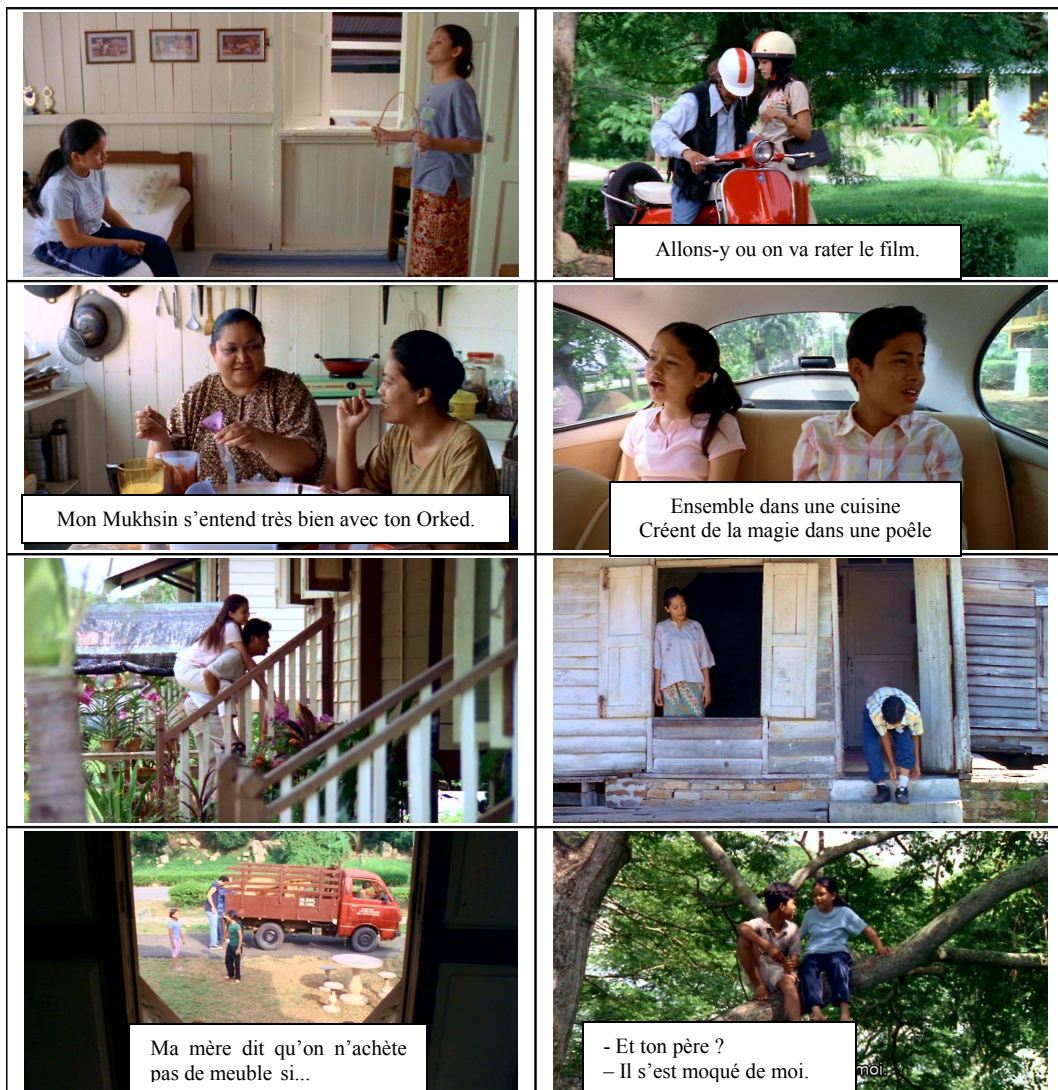 Allons-y ou on va rater le film.
Mon Mukhsin s’entend très bien avec ton Orked.
Ensemble dans une cuisine
Créent de la magie dans une poêle
Ma mère dit qu’on n’achète
pas de meuble si...
- Et ton père ?
– Il s’est moqué de moi.
moi.